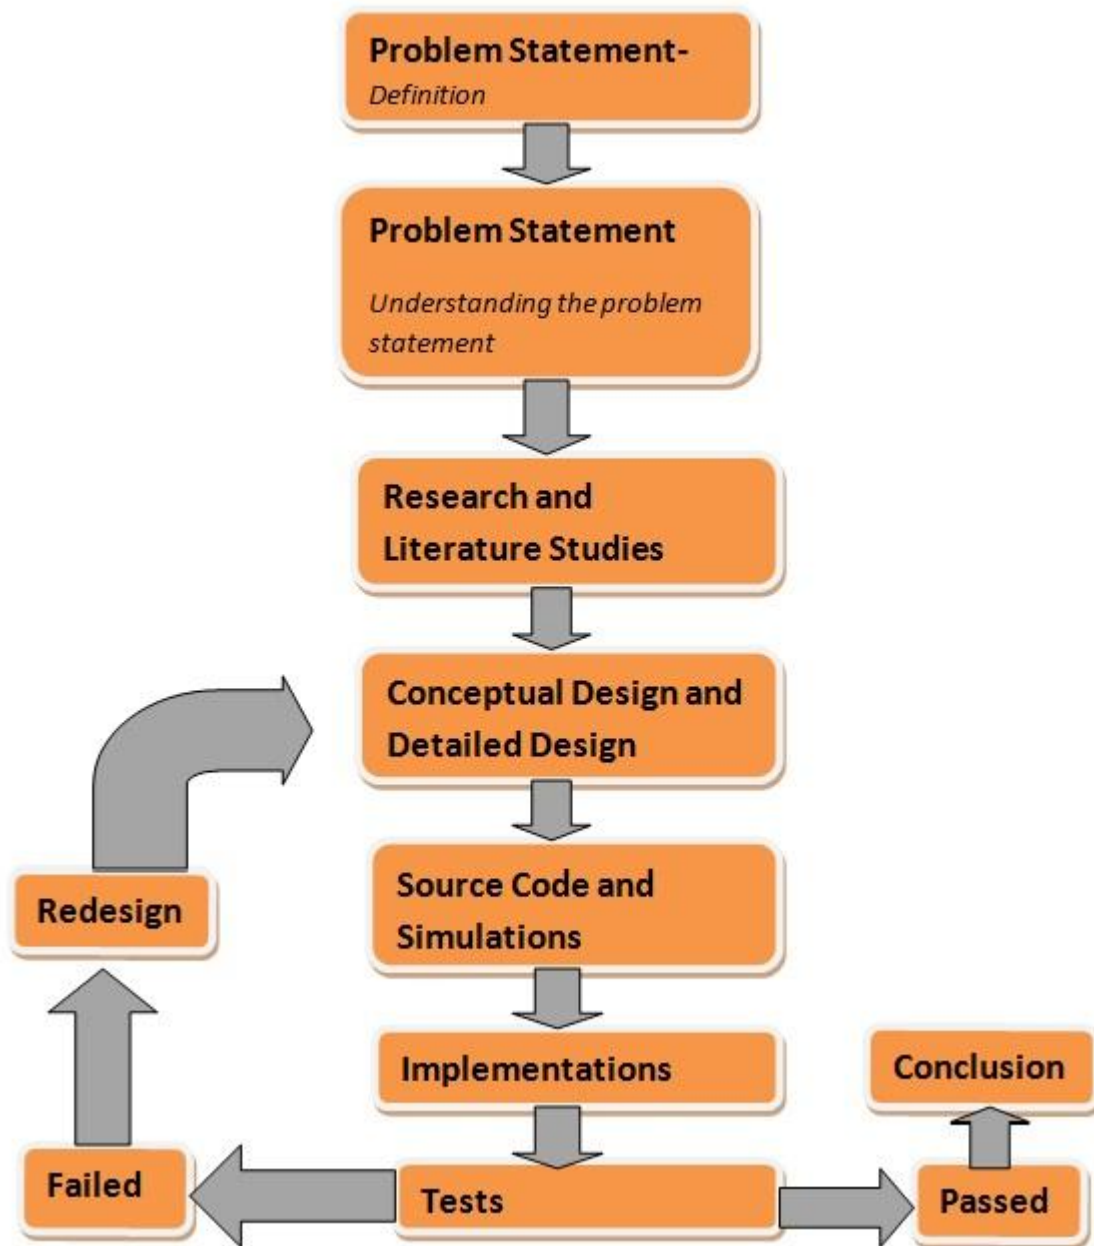 Problem Statement-
Definition
Problem Statement
Understanding the problem
statement
Research and
Literature Studies
Conceptual Design and
Detailed Design
Source Code and
Simulations
Redesign
Implementations
Conclusion
Failed
Tests
Passed